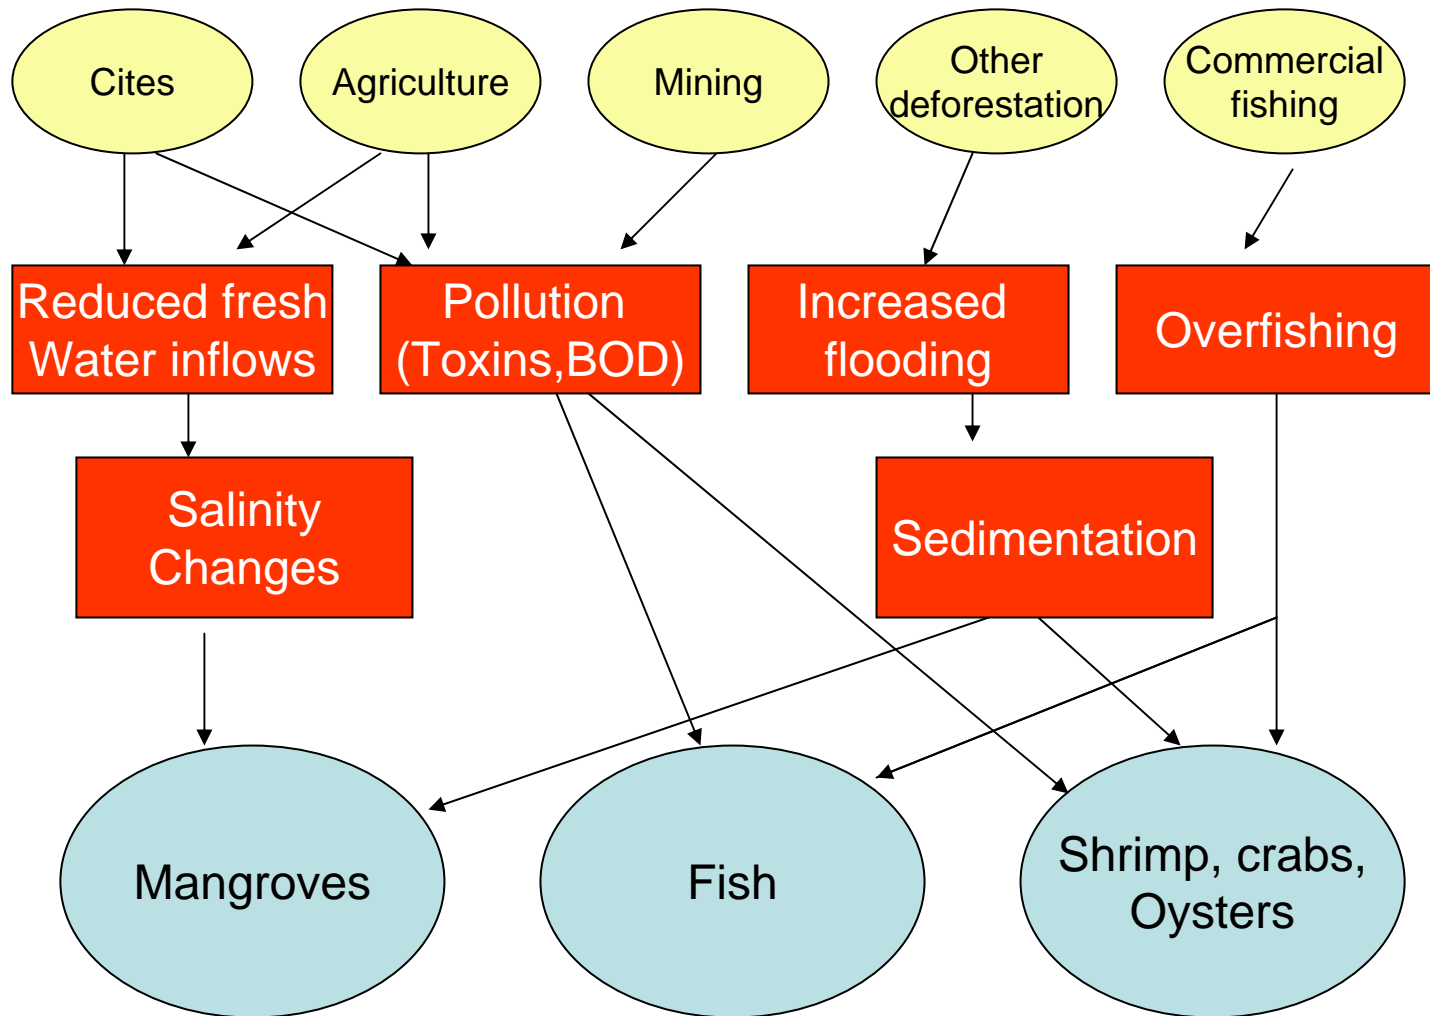 Cites
Agriculture
Mining
Other
deforestation
Commercial
fishing
Reduced fresh
Water inflows
Pollution
(Toxins,BOD)
Increased
flooding
Overfishing
Salinity
Changes
Sedimentation
Mangroves
Fish
Shrimp, crabs,
Oysters